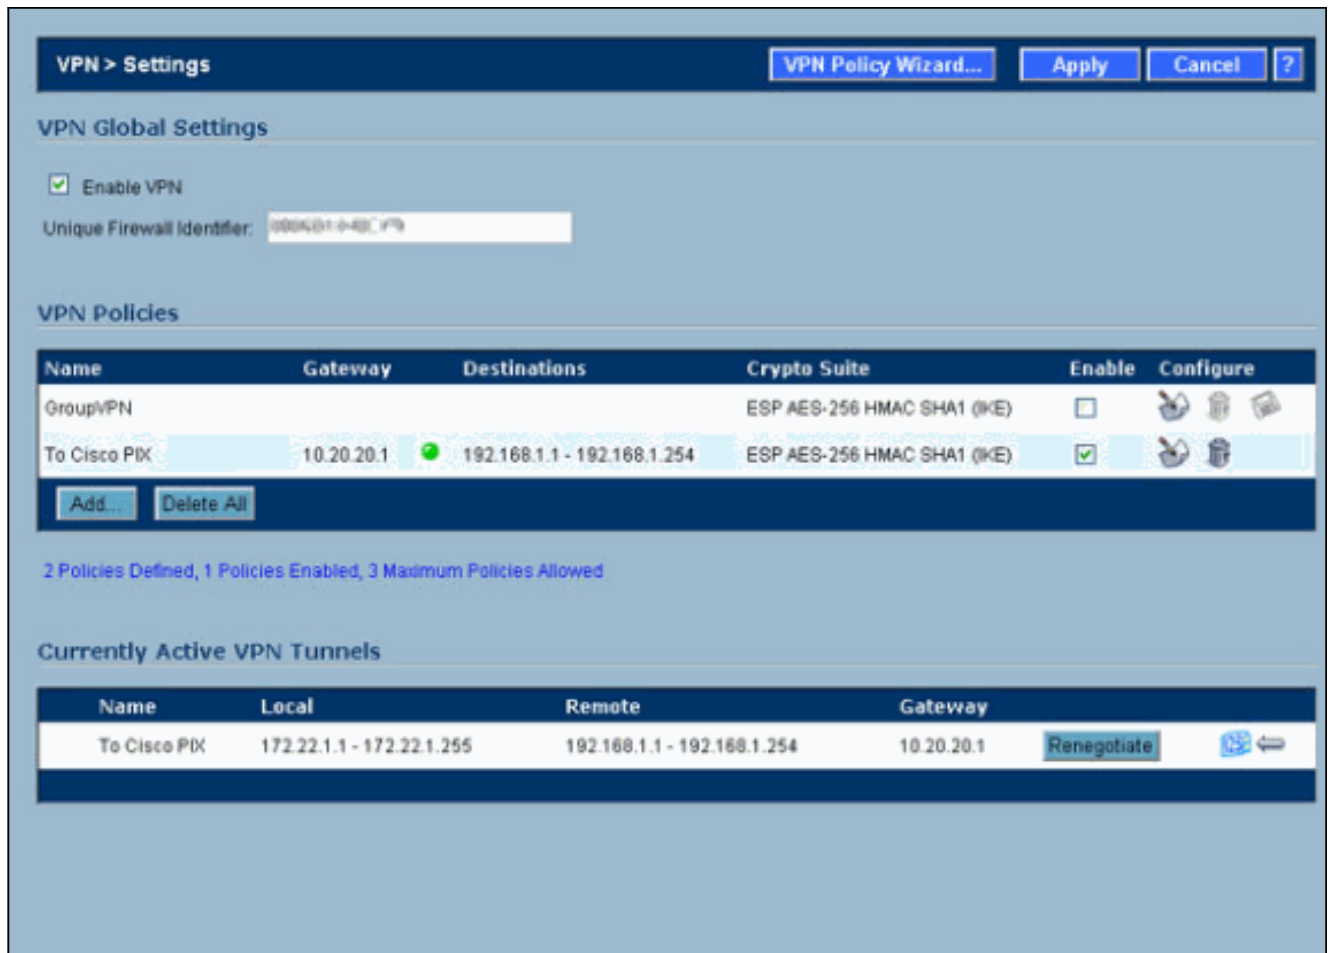 VPN > Settings VPN Policy Wizard... Apply Cancel ?
VPN Global Settings
Enable VPN
Unique Firewall Identifier:
VPN Policies
Name Gateway Destinations Crypto Suite Enable Configure
GroupVPN ESP AES-256 HMAC SHA1 (IKE)
To Cisco PIX 10.20.20.1 192.168.1.1 - 192.168.1.254 ESP AES-256 HMAC SHA1 (IKE)
Add... Delete All
2 Policies Defined, 1 Policies Enabled, 3 Maximum Policies Allowed
Currently Active VPN Tunnels
Name Local Remote Gateway
To Cisco PIX 172.22.1.1 - 172.22.1.255 192.168.1.1 - 192.168.1.254 10.20.20.1 Renegotiate